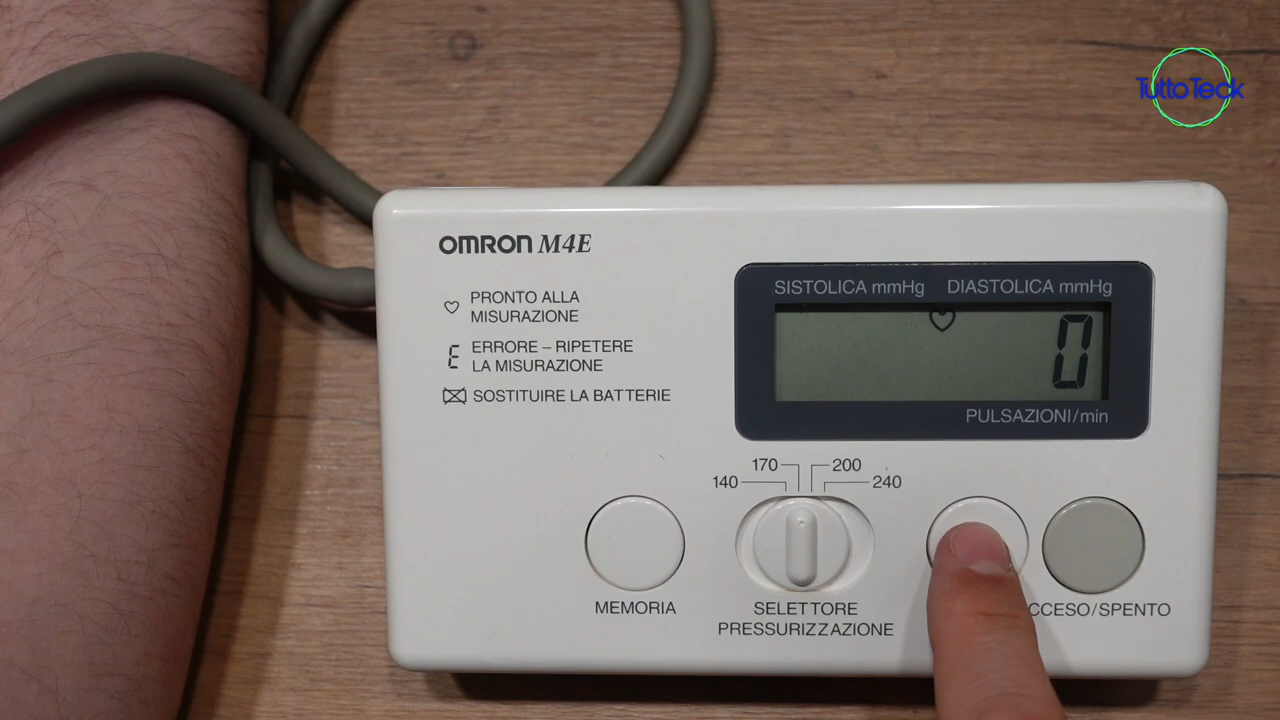 TuttoTeck
OMRON M4E
PRONTO ALLA
MISURAZIONE
E ERRORE – RIPETERE
LA MISURAZIONE
SOSTITUIRE LA BATTERIE
SISTOLICA mmHg DIASTOLICA mmHg
0
PULSAZIONI/min
170 200
140 240
MEMORIA
SELETTORE
PRESSURIZZAZIONE
CCESO/SPENTO